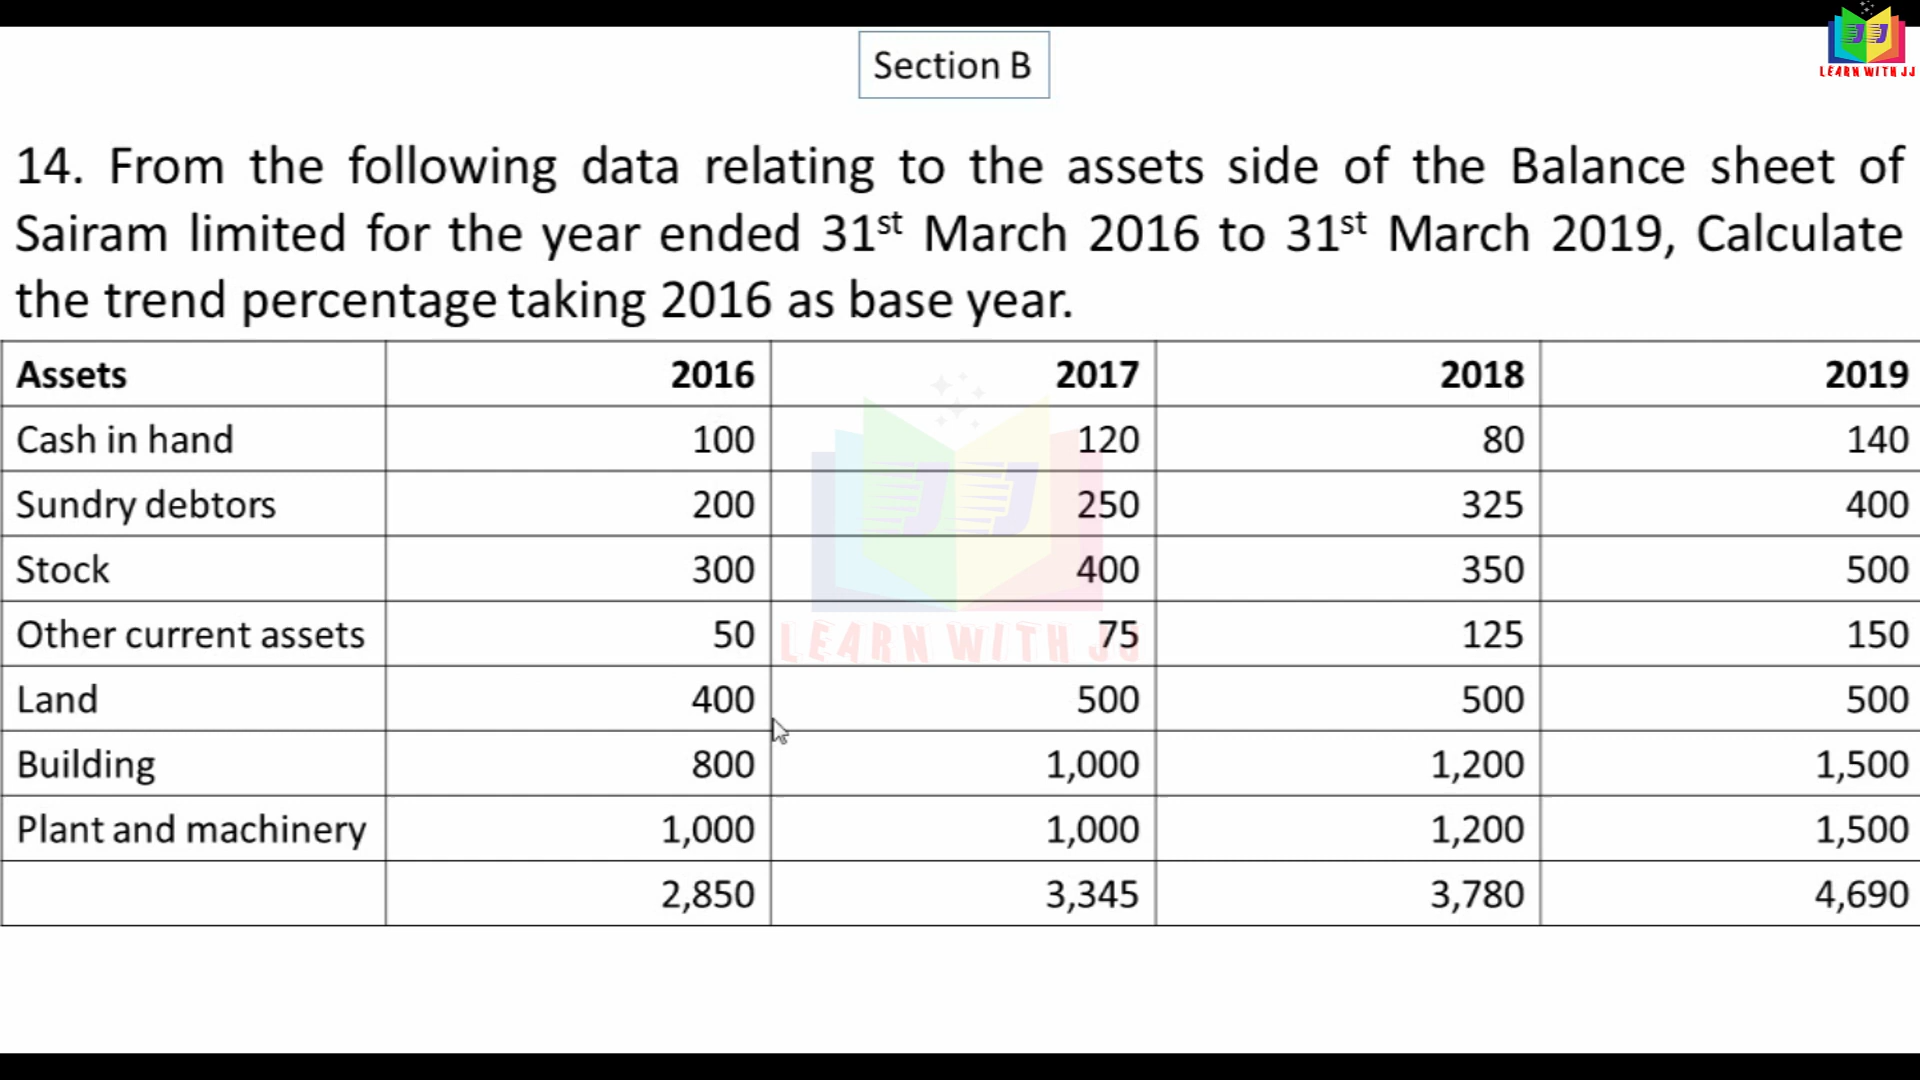 LEARN WITH JJ
Section B
14. From the following data relating to the assets side of the Balance sheet of
Sairam limited for the year ended 31st March 2016 to 31st March 2019, Calculate
the trend percentage taking 2016 as base year.
Assets 2016 2017 2018 2019
Cash in hand 100 120 80 140
Sundry debtors 200 250 325 400
Stock 300 400 350 500
Other current assets 50 75 125 150
LEARN WITH JJ
Land 400 500 500 500
Building 800 1,000 1,200 1,500
Plant and machinery 1,000 1,000 1,200 1,500
2,850 3,345 3,780 4,690